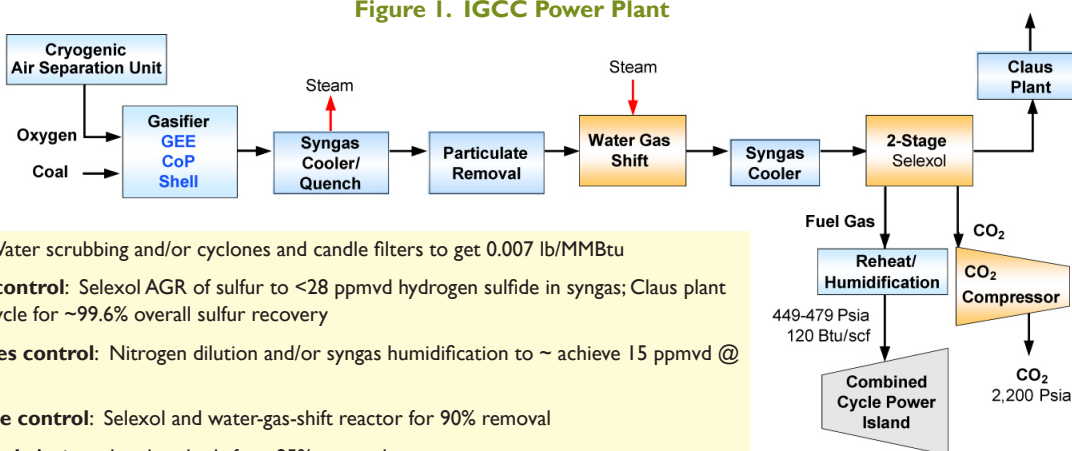 Figure 1. IGCC Power Plant
Cryogenic
Air Separation Unit
Oxygen
Coal
Gasifier
GEE
CoP
Shell
Steam
Syngas
Cooler/
Quench
Particulate
Removal
Steam
Water Gas
Shift
Syngas
Cooler
2-Stage
Selexol
Claus
Plant
Fuel Gas
CO₂
Reheat/
Humidification
CO₂
Compressor
449-479 Psia
120 Btu/scf
CO₂
2,200 Psia
Combined
Cycle Power
Island
Water scrubbing and/or cyclones and candle filters to get 0.007 lb/MMBtu
control: Selexol AGR of sulfur to <28 ppmvd hydrogen sulfide in syngas; Claus plant
ycle for ~99.6% overall sulfur recovery
es control: Nitrogen dilution and/or syngas humidification to ~ achieve 15 ppmvd @
e control: Selexol and water-gas-shift reactor for 90% removal